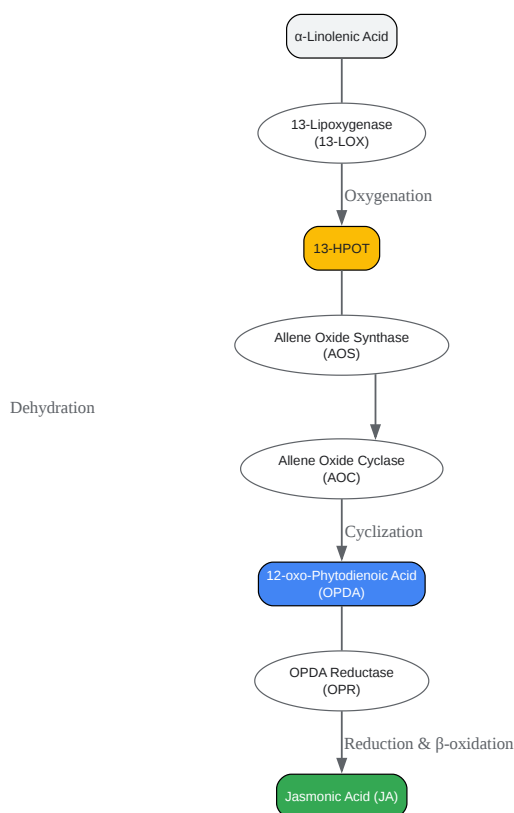 α-Linolenic Acid
13-Lipoxygenase
(13-LOX)
Oxygenation
13-HPOT
Allene Oxide Synthase
(AOS)
Dehydration
Allene Oxide Cyclase
(AOC)
Cyclization
12-oxo-Phytodienoic Acid
(OPDA)
OPDA Reductase
(OPR)
Reduction & β-oxidation
Jasmonic Acid (JA)